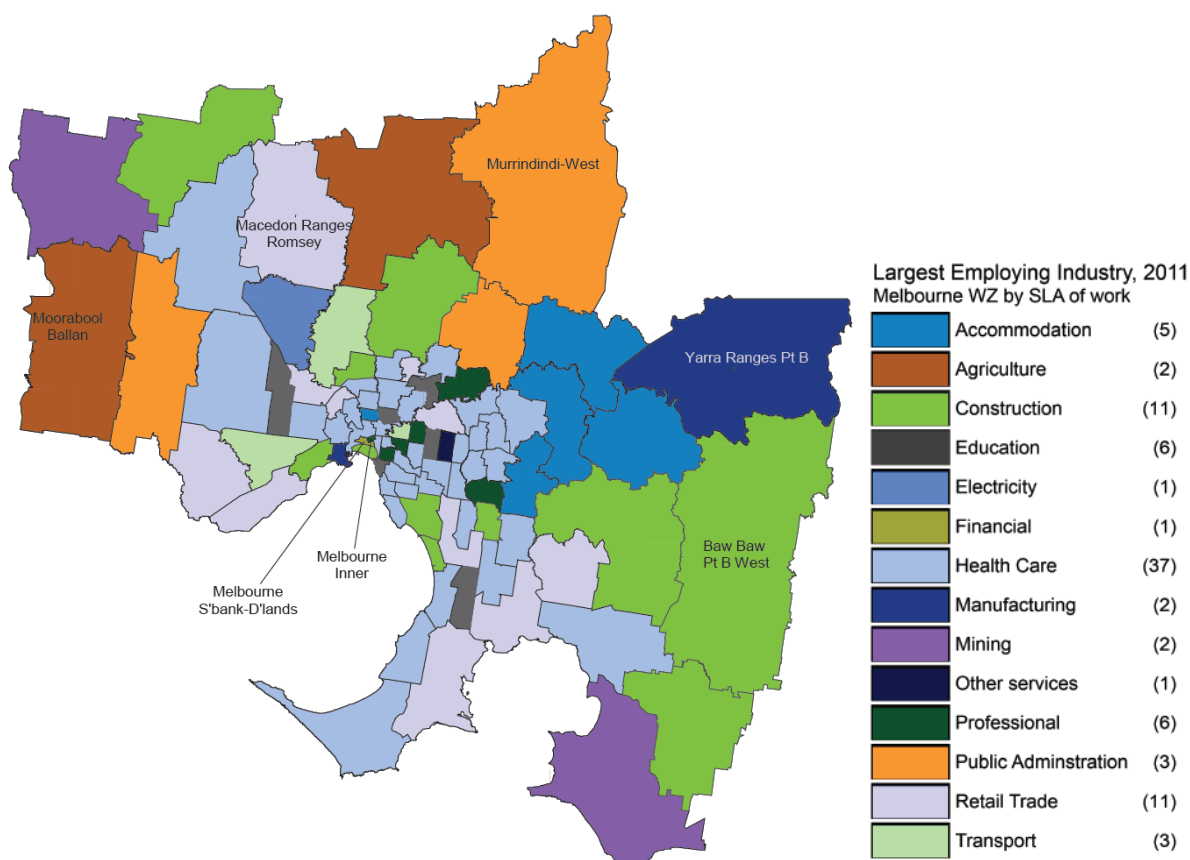 Murrindindi-West
Macedon Ranges
Romsey
Moorabool
Ballan
Yarra Ranges Pt B
Baw Baw
Pt B West
Melbourne
Inner
Melbourne
S'bank-D'lands
Largest Employing Industry, 2011
Melbourne WZ by SLA of work
Accommodation (5)
Agriculture (2)
Construction (11)
Education (6)
Electricity (1)
Financial (1)
Health Care (37)
Manufacturing (2)
Mining (2)
Other services (1)
Professional (6)
Public Adminstration (3)
Retail Trade (11)
Transport (3)